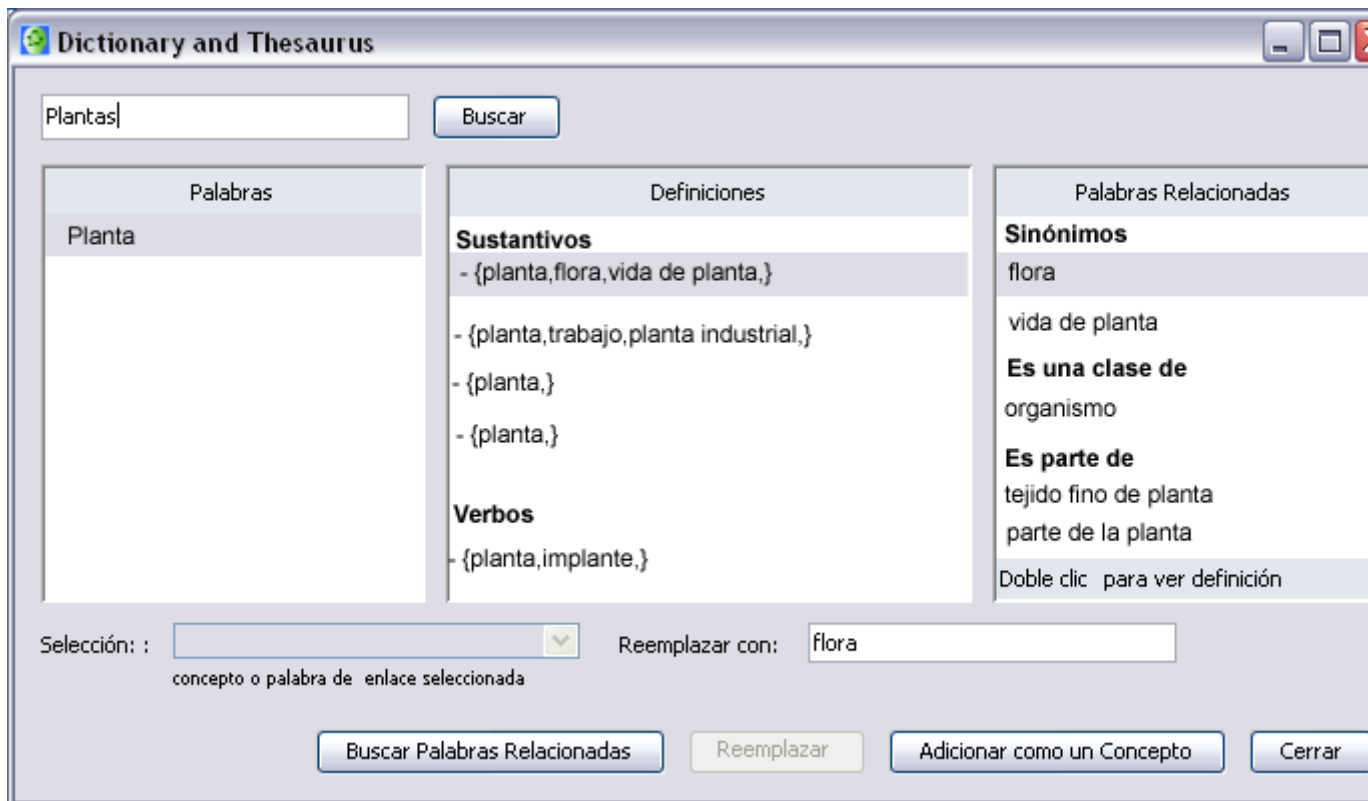 Dictionary and Thesaurus
Plantas
Buscar
Palabras
Planta
Definiciones
Sustantivos
- {planta,flora,vida de planta,}
- {planta,trabajo,planta industrial,}
- {planta,}
- {planta,}
Verbos
- {planta,implante,}
Palabras Relacionadas
Sinónimos
flora
vida de planta
Es una clase de
organismo
Es parte de
tejido fino de planta
parte de la planta
Doble clic para ver definición
Selección: :
concepto o palabra de enlace seleccionada
Reemplazar con:
flora
Buscar Palabras Relacionadas
Reemplazar
Adicionar como un Concepto
Cerrar